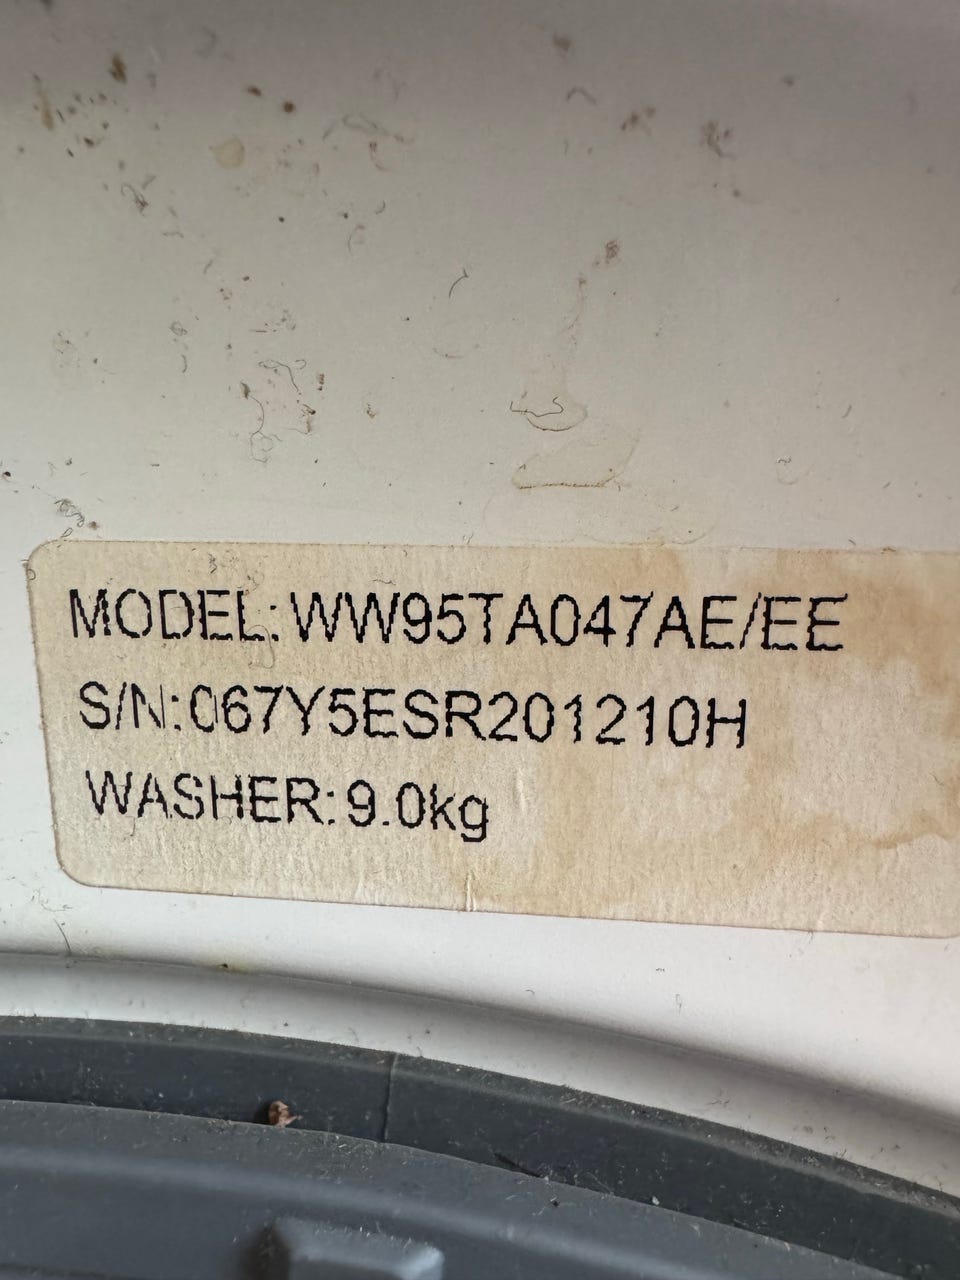 MODEL: WW95TA047AE/EE
S/N: 067Y5ESR201210H
WASHER: 9.0kg